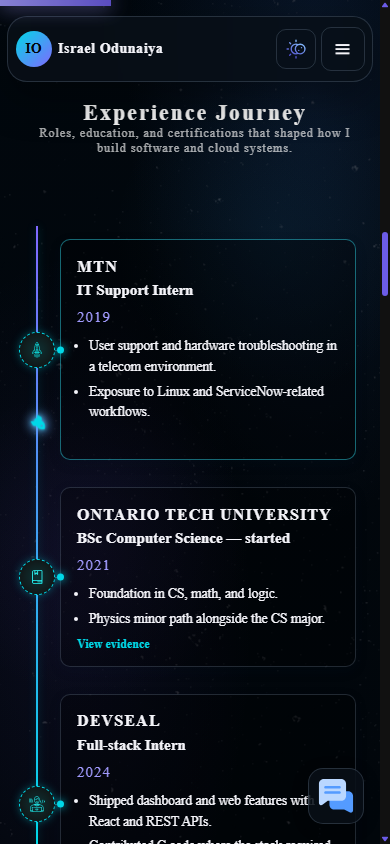 IO Israel Odunaiya
Experience Journey
Roles, education, and certifications that shaped how I
build software and cloud systems.
MTN
IT Support Intern
2019
• User support and hardware troubleshooting in
a telecom environment.
• Exposure to Linux and ServiceNow-related
workflows.
ONTARIO TECH UNIVERSITY
BSc Computer Science — started
2021
• Foundation in CS, math, and logic.
• Physics minor path alongside the CS major.
View evidence
DEVSEAL
Full-stack Intern
2024
• Shipped dashboard and web features with
React and REST APIs.